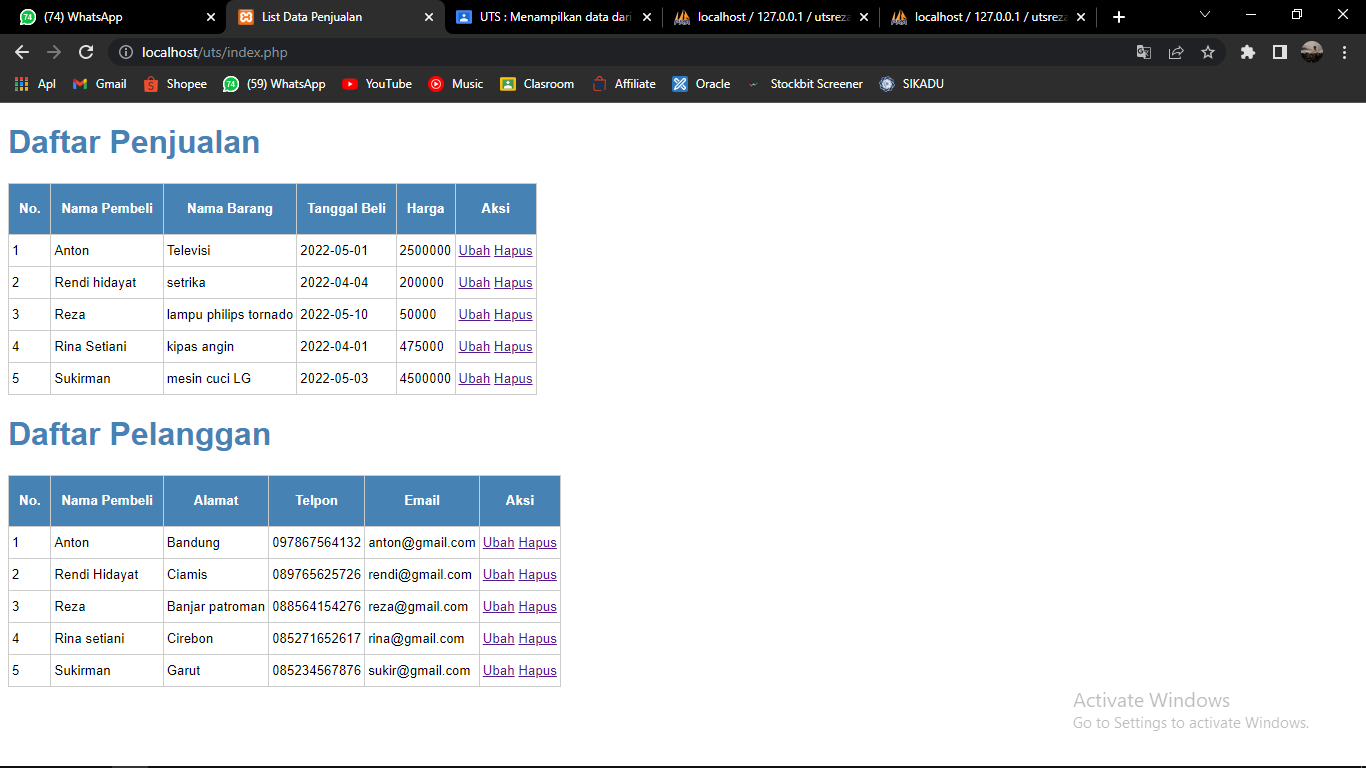 (74) WhatsApp List Data Penjualan UTS : Menampilkan data dari localhost / 127.0.0.1 / utsreza localhost / 127.0.0.1 / utsreza
localhost/uts/index.php
Apl Gmail Shopee (59) WhatsApp YouTube Music Clasroom Affiliate Oracle Stockbit Screener SIKADU
Daftar Penjualan
No. Nama Pembeli Nama Barang Tanggal Beli Harga Aksi
1 Anton Televisi 2022-05-01 2500000 Ubah Hapus
2 Rendi hidayat setrika 2022-04-04 200000 Ubah Hapus
3 Reza lampu philips tornado 2022-05-10 50000 Ubah Hapus
4 Rina Setiani kipas angin 2022-04-01 475000 Ubah Hapus
5 Sukirman mesin cuci LG 2022-05-03 4500000 Ubah Hapus
Daftar Pelanggan
No. Nama Pembeli Alamat Telpon Email Aksi
1 Anton Bandung 097867564132 anton@gmail.com Ubah Hapus
2 Rendi Hidayat Ciamis 089765625726 rendi@gmail.com Ubah Hapus
3 Reza Banjar patroman 088564154276 reza@gmail.com Ubah Hapus
4 Rina setiani Cirebon 085271652617 rina@gmail.com Ubah Hapus
5 Sukirman Garut 085234567876 sukir@gmail.com Ubah Hapus
Activate Windows
Go to Settings to activate Windows.